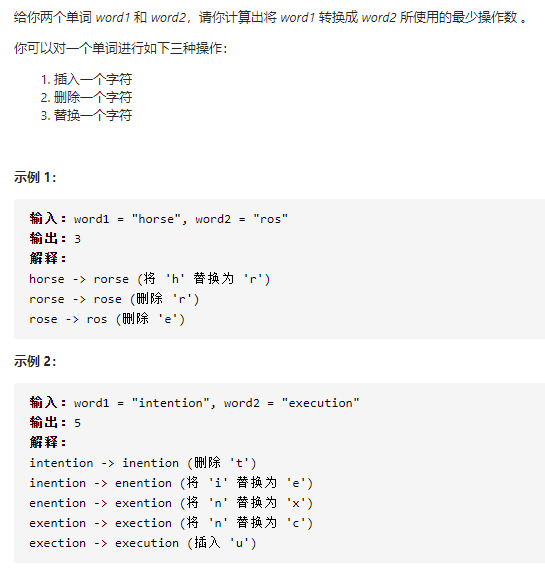 给你两个单词 word1 和 word2，请你计算出将 word1 转换成 word2 所使用的最少操作数 。
你可以对一个单词进行如下三种操作：
1. 插入一个字符
2. 删除一个字符
3. 替换一个字符
示例 1：
输入：word1 = "horse", word2 = "ros"
输出：3
解释：
horse -> rorse (将 'h' 替换为 'r')
rorse -> rose (删除 'r')
rose -> ros (删除 'e')
示例 2：
输入：word1 = "intention", word2 = "execution"
输出：5
解释：
intention -> inention (删除 't')
inention -> enention (将 'i' 替换为 'e')
enention -> exention (将 'n' 替换为 'x')
exention -> exection (将 'n' 替换为 'c')
exection -> execution (插入 'u')